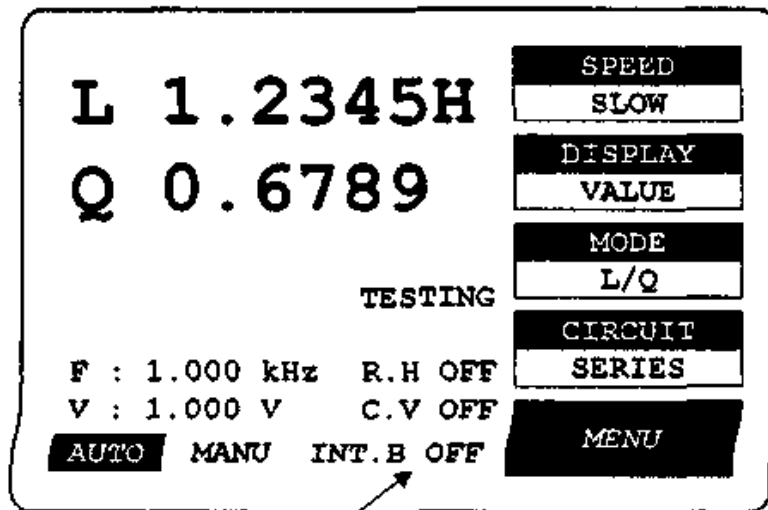 L 1.2345H
Q 0.6789
TESTING
F : 1.000 kHz R.H OFF
V : 1.000 V C.V OFF
AUTO MANU INT.B OFF
SPEED
SLOW
DISPLAY
VALUE
MODE
L/Q
CIRCUIT
SERIES
MENU